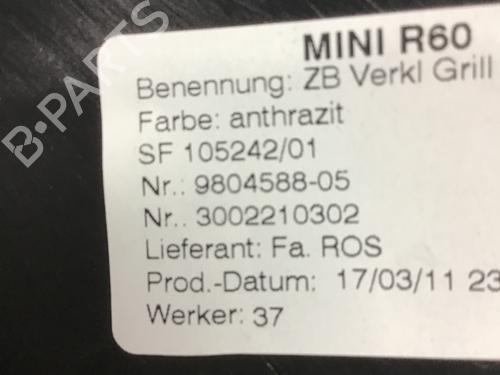 MINI R60
Benennung: ZB Verkl Grill
Farbe: anthrazit
SF 105242/01
Nr.: 9804588-05
Nr.. 3002210302
Lieferant: Fa. ROS
Prod.-Datum: 17/03/11 23
Werker: 37
B-PARTS